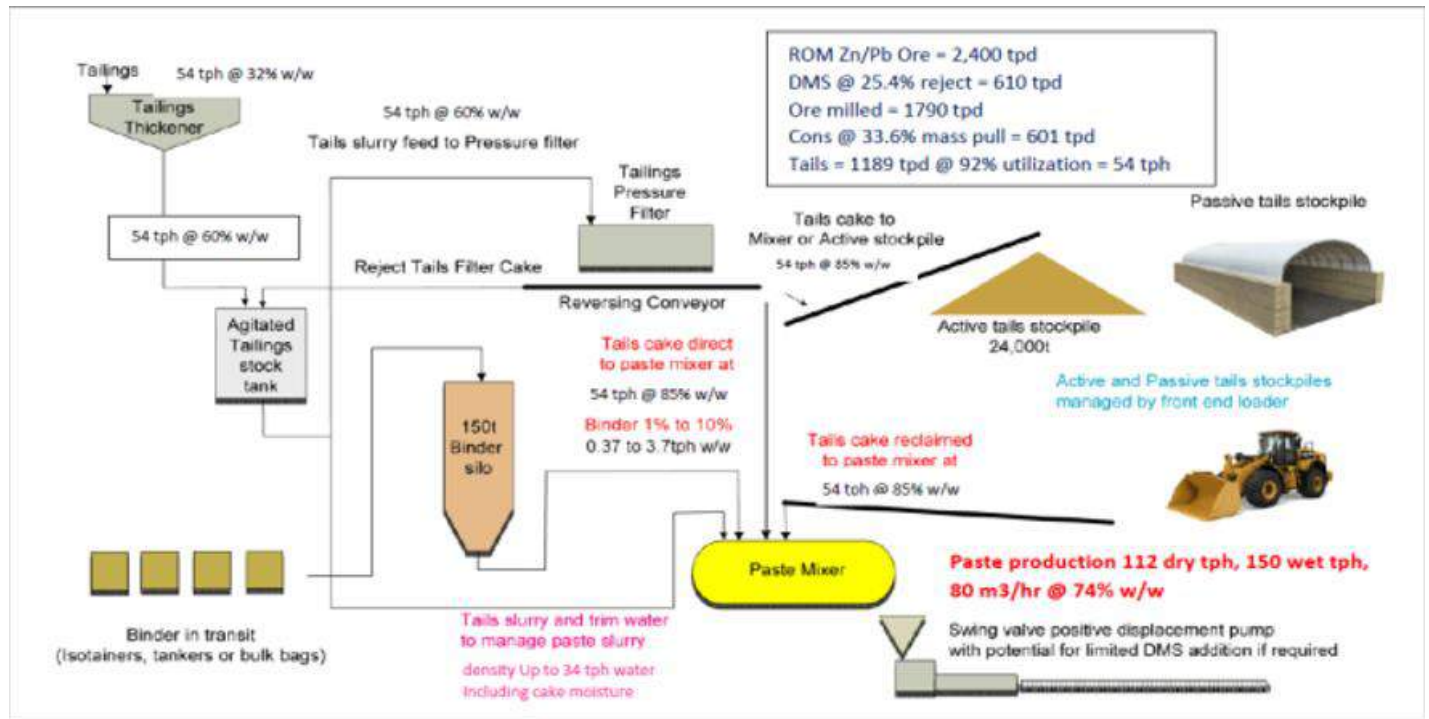 Tailings
54 tph @ 32% w/w
Tailings
Thickener
54 tph @ 60% w/w
Tails slurry feed to Pressure filter
54 tph @ 60% w/w
Tailings
Pressure
Filter
ROM Zn/Pb Ore = 2,400 tpd
DMS @ 25.4% reject = 610 tpd
Ore milled = 1790 tpd
Cons @ 33.6% mass pull = 601 tpd
Tails = 1189 tpd @ 92% utilization = 54 tph
Passive tails stockpile
Tails cake to
Mixer or Active stockpile
54 tph @ 85% w/w
Reject Tails Filter Cake
Reversing Conveyor
Active tails stockpile
24,000t
Agitated
Tailings
stock
tank
Tails cake direct
to paste mixer at
54 tph @ 85% w/w
Binder 1% to 10%
0.37 to 3.7tph w/w
150t
Binder
silo
Active and Passive tails stockpiles
managed by front end loader
Tails cake reclaimed
to paste mixer at
54 tph @ 85% w/w
Paste Mixer
Paste production 112 dry tph, 150 wet tph,
80 m3/hr @ 74% w/w
Binder in transit
(Isotainers, tankers or bulk bags)
Tails slurry and trim water
to manage paste slurry
density Up to 34 tph water
Including cake moisture
Swing valve positive displacement pump
with potential for limited DMS addition if required